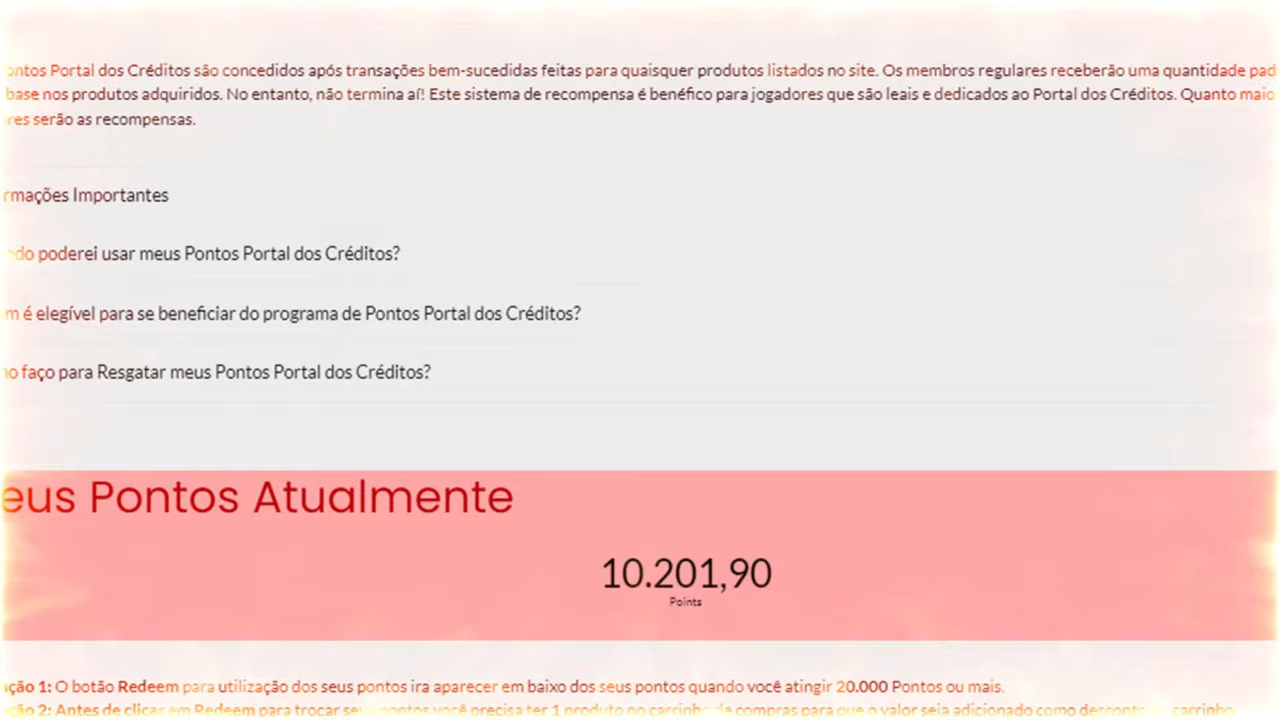 ontos Portal dos Créditos são concedidos após transações bem-sucedidas feitas para quaisquer produtos listados no site. Os membros regulares receberão uma quantidade pad
base nos produtos adquiridos. No entanto, não termina aí! Este sistema de recompensa é benéfico para jogadores que são leais e dedicados ao Portal dos Créditos. Quanto maio
res serão as recompensas.
rmações Importantes
ndo poderei usar meus Pontos Portal dos Créditos?
m é elegível para se beneficiar do programa de Pontos Portal dos Créditos?
no faço para Resgatar meus Pontos Portal dos Créditos?
eus Pontos Atualmente
10.201,90
Points
ção 1: O botão Redeem para utilização dos seus pontos ira aparecer em baixo dos seus pontos quando você atingir 20.000 Pontos ou mais.
ção 2: Antes de clicar em Redeem para trocar seus pontos você precisa ter 1 produto no carrinho de compras para que o valor seja adicionado como desconto no carrinho